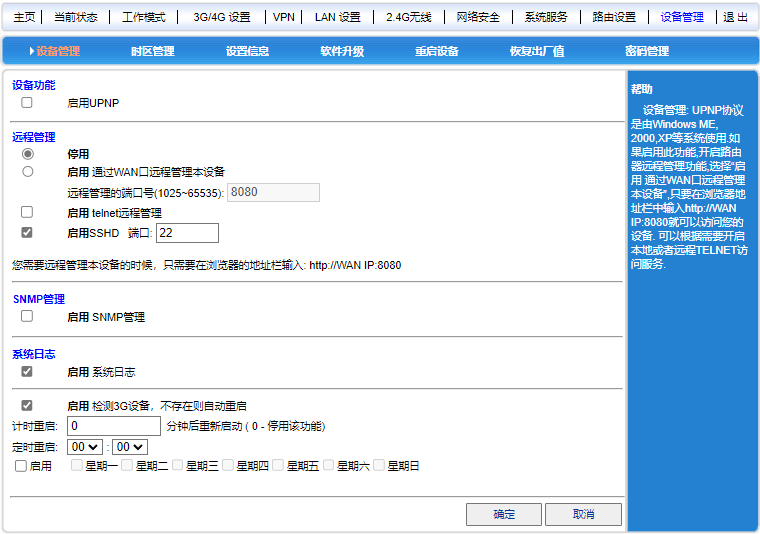 主页 当前状态 工作模式 3G/4G 设置 VPN LAN 设置 2.4G无线 网络安全 系统服务 路由设置 设备管理 退 出
设备管理 时区管理 设置信息 软件升级 重启设备 恢复出厂值 密码管理
设备功能
启用UPNP
远程管理
停用
启用 通过WAN口远程管理本设备
远程管理的端口号(1025~65535): 8080
启用 telnet远程管理
启用SSHD 端口: 22
您需要远程管理本设备的时候，只需要在浏览器的地址栏输入: http://WAN IP:8080
SNMP管理
启用 SNMP管理
系统日志
启用 系统日志
启用 检测3G设备，不存在则自动重启
计时重启: 0 分钟后重新启动 ( 0 - 停用该功能)
定时重启: 00 : 00
启用 星期一 星期二 星期三 星期四 星期五 星期六 星期日
确定 取消
帮助
设备管理: UPNP协议
是由Windows ME,
2000,XP等系统使用.如
果启用此功能,开启路由
器远程管理功能,选择"启
用 通过WAN口远程管理
本设备",只要在浏览器地
址栏中输入http://WAN
IP:8080就可以访问您的
设备. 可以根据需要开启
本地或者远程TELNET访
问服务.